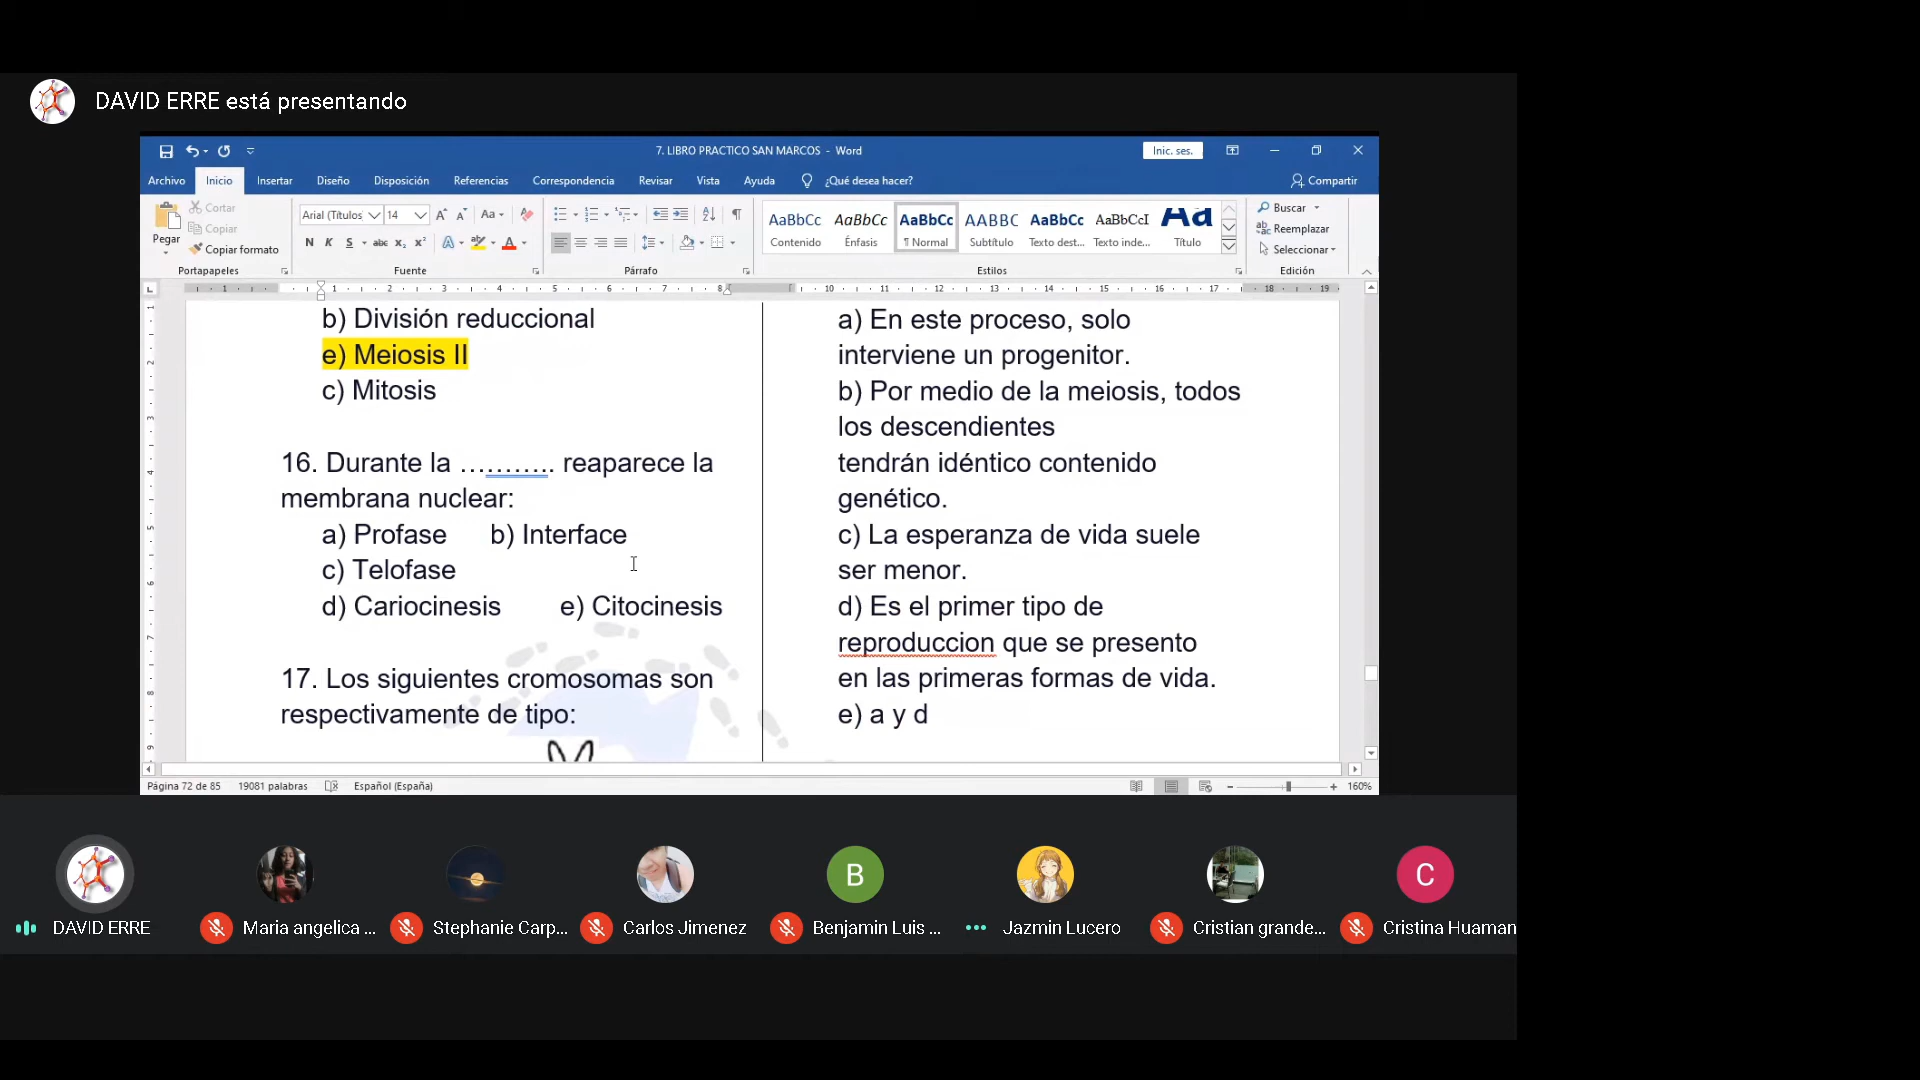 DAVID ERRE está presentando
7. LIBRO PRACTICO SAN MARCOS - Word
Inic. ses.
Archivo Inicio Insertar Diseño Disposición Referencias Correspondencia Revisar Vista Ayuda ¿Qué desea hacer? Compartir
Pegar
Cortar
Copiar
Copiar formato
Portapapeles
Arial (Títulos 14
Fuente
Párrafo
AaBbCc AaBbCc AaBbCc AABBC AaBbCc AaBbCcI Aa
Contenido Énfasis ¶ Normal Subtítulo Texto dest... Texto inde... Título
Estilos
Buscar
Reemplazar
Seleccionar
Edición
b) División reduccional
e) Meiosis II
c) Mitosis
16. Durante la ……….. reaparece la
membrana nuclear:
a) Profase b) Interface
c) Telofase
d) Cariocinesis e) Citocinesis
17. Los siguientes cromosomas son
respectivamente de tipo:
a) En este proceso, solo
interviene un progenitor.
b) Por medio de la meiosis, todos
los descendientes
tendrán idéntico contenido
genético.
c) La esperanza de vida suele
ser menor.
d) Es el primer tipo de
reproduccion que se presento
en las primeras formas de vida.
e) a y d
Página 72 de 85 19081 palabras Español (España) 160%
B C
DAVID ERRE Maria angelica ... Stephanie Carp... Carlos Jimenez Benjamin Luis ... Jazmin Lucero Cristian grande... Cristina Huaman